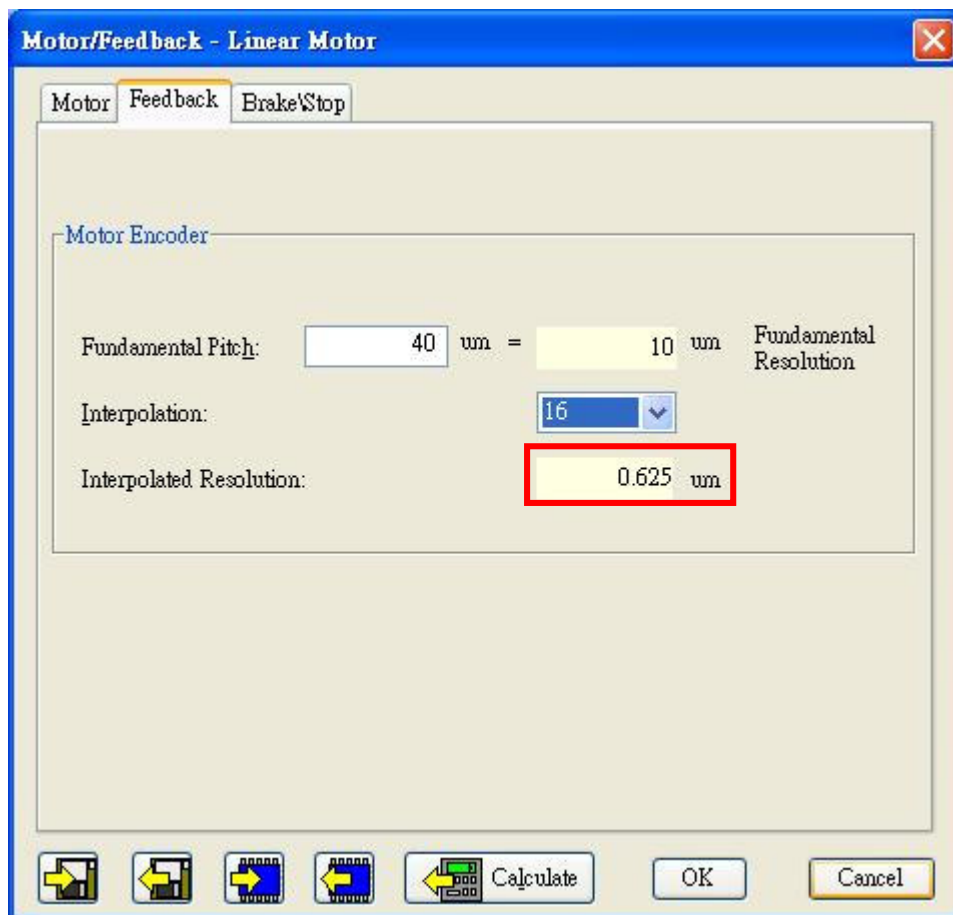 Motor/Feedback - Linear Motor
Motor Feedback Brake\Stop
Motor Encoder
Fundamental Pitch: 40 um = 10 um Fundamental
Resolution
Interpolation: 16
Interpolated Resolution: 0.625 um
Calculate OK Cancel